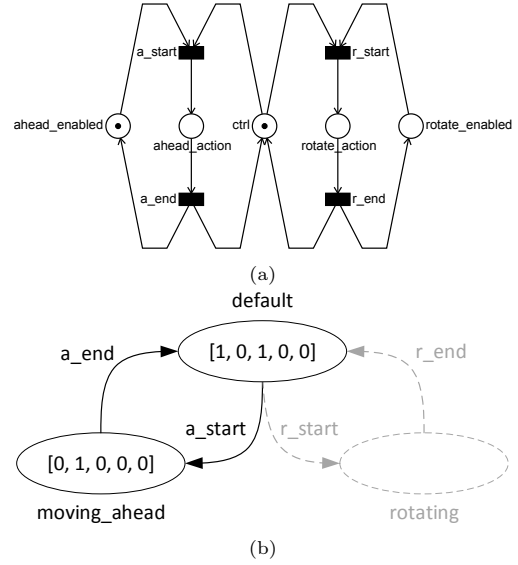 a_start
r_start
ahead_enabled
ctrl
rotate_enabled
ahead_action
rotate_action
a_end
r_end
(a)
default
a_end
[1, 0, 1, 0, 0]
r_end
a_start
r_start
[0, 1, 0, 0, 0]
moving_ahead
rotating
(b)